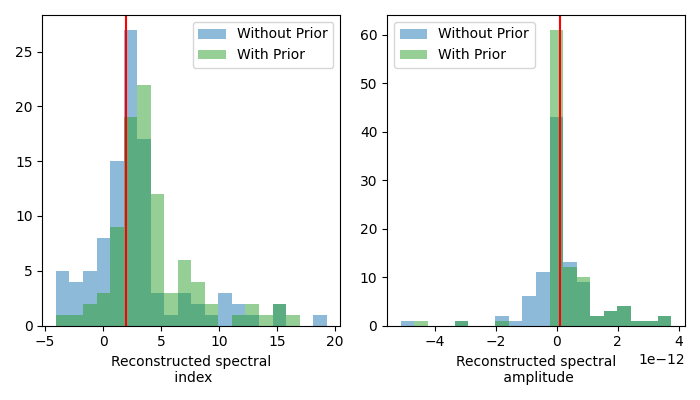 Without Prior
With Prior
25
20
15
10
5
0
−5
0
5
10
15
20
Reconstructed spectral
index
Without Prior
With Prior
60
50
40
30
20
10
0
−4
−2
0
2
4
1e−12
Reconstructed spectral
amplitude